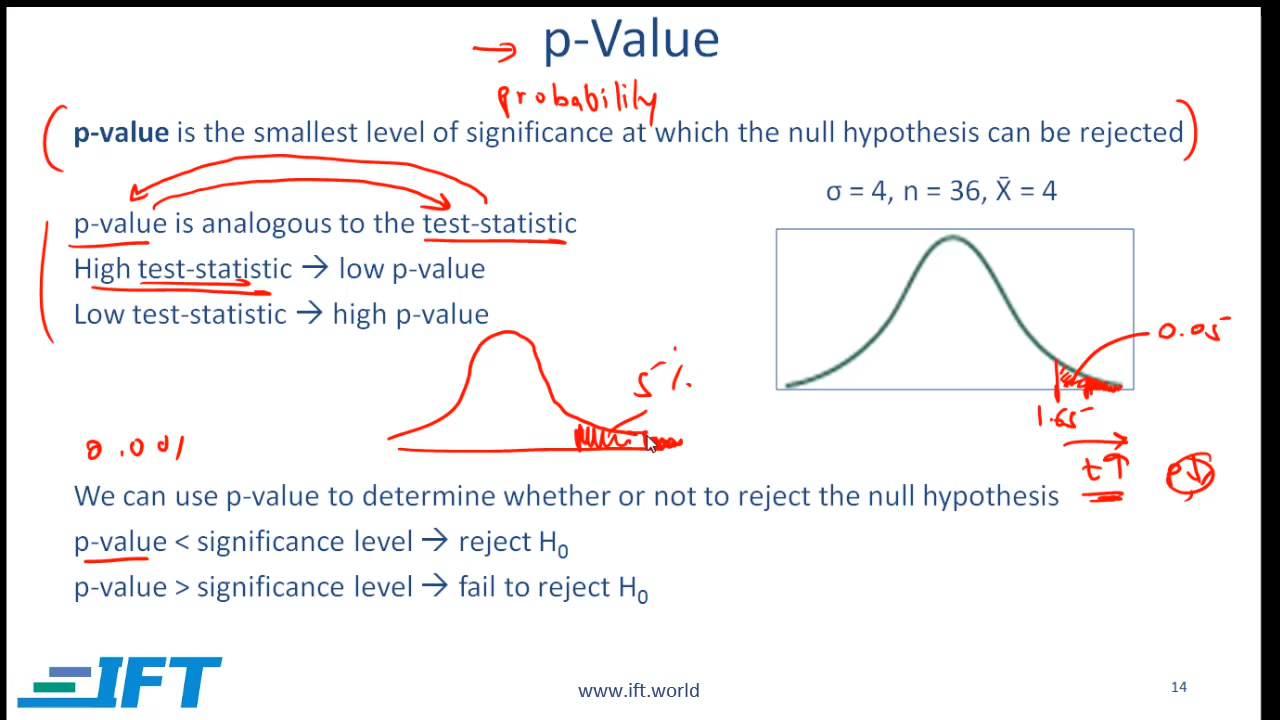 → p-Value
probability
p-value is the smallest level of significance at which the null hypothesis can be rejected
σ = 4, n = 36, X̄ = 4
p-value is analogous to the test-statistic
High test-statistic → low p-value
Low test-statistic → high p-value
0.05
5%
1.65
0.001
t↑ p↓
We can use p-value to determine whether or not to reject the null hypothesis
p-value < significance level → reject H₀
p-value > significance level → fail to reject H₀
IFT
www.ift.world
14